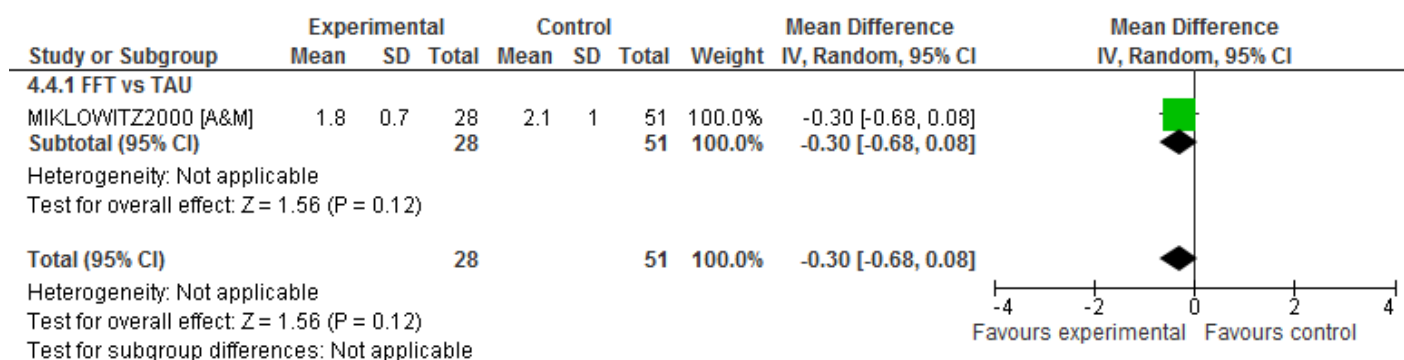 Experimental Control Mean Difference Mean Difference
Study or Subgroup Mean SD Total Mean SD Total Weight IV, Random, 95% CI IV, Random, 95% CI
4.4.1 FFT vs TAU
MIKLOWITZ2000 [A&M] 1.8 0.7 28 2.1 1 51 100.0% -0.30 [-0.68, 0.08]
Subtotal (95% CI) 28 51 100.0% -0.30 [-0.68, 0.08]
Heterogeneity: Not applicable
Test for overall effect: Z = 1.56 (P = 0.12)
Total (95% CI) 28 51 100.0% -0.30 [-0.68, 0.08]
Heterogeneity: Not applicable
Test for overall effect: Z = 1.56 (P = 0.12)
Test for subgroup differences: Not applicable
-4 -2 0 2 4
Favours experimental Favours control